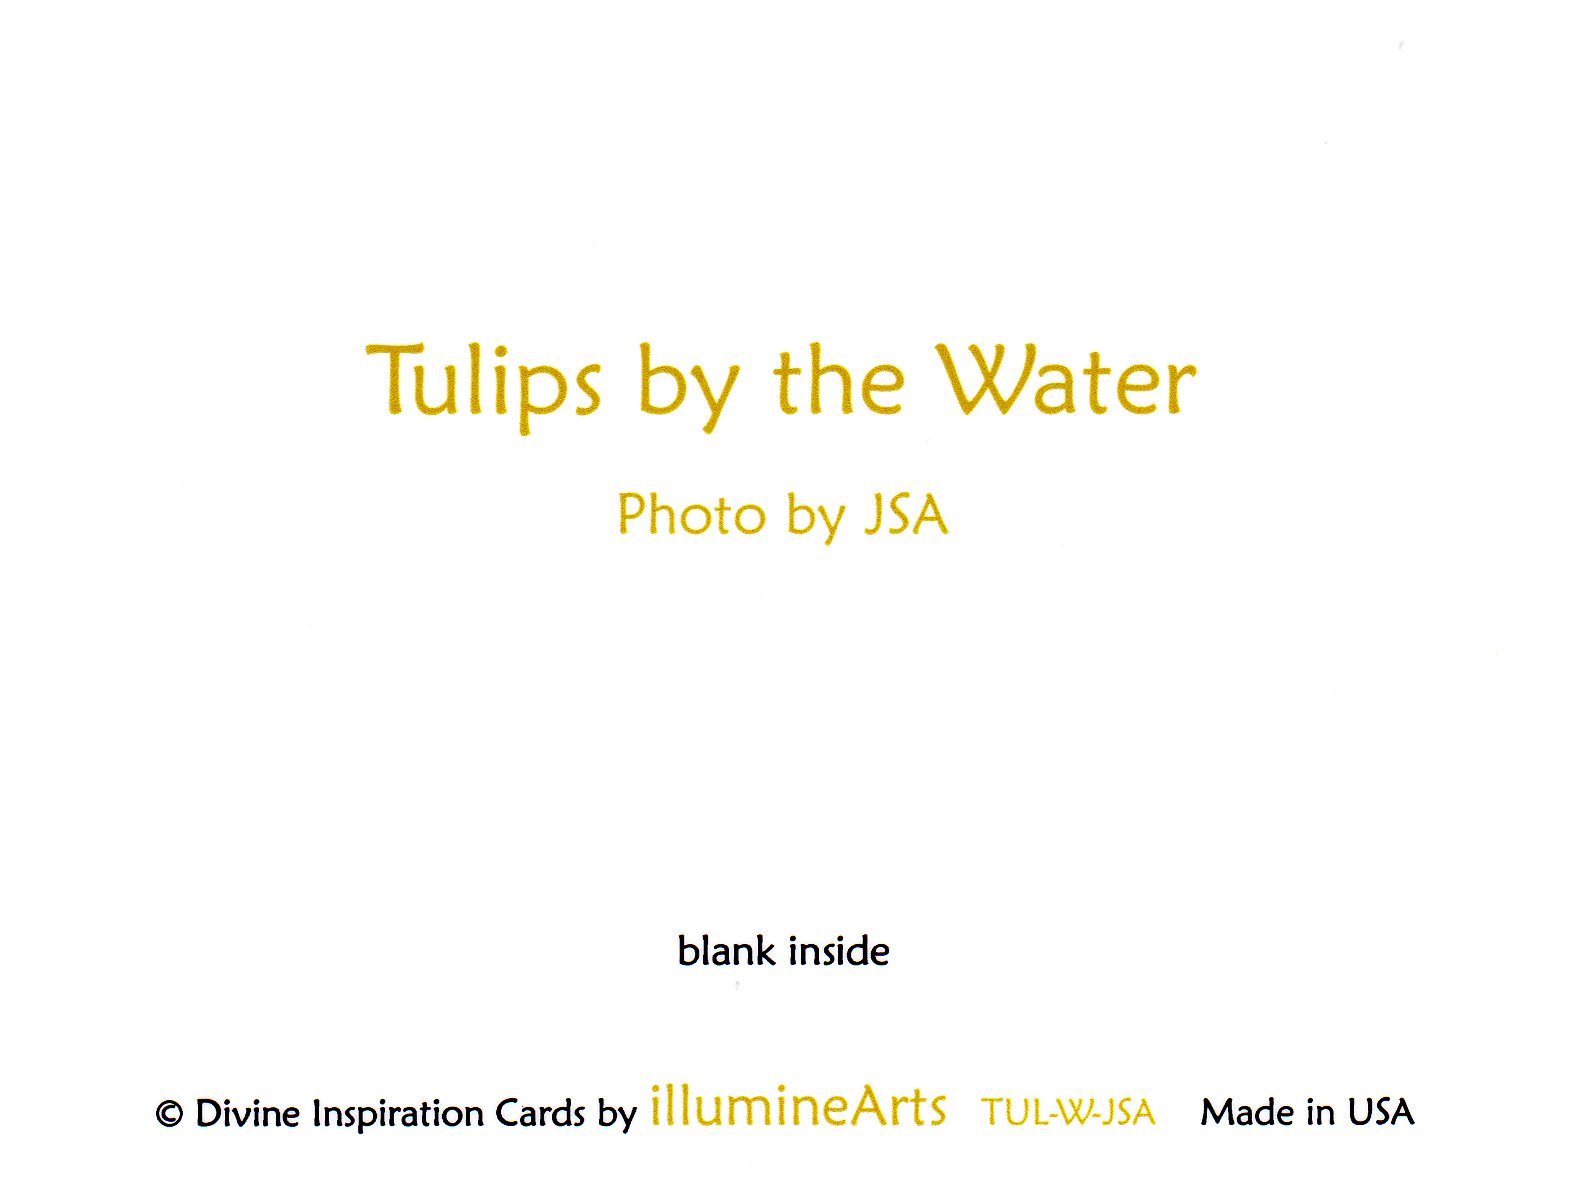 Tulips by the Water
Photo by JSA
blank inside
© Divine Inspiration Cards by illumineArts TUL-W-JSA Made in USA